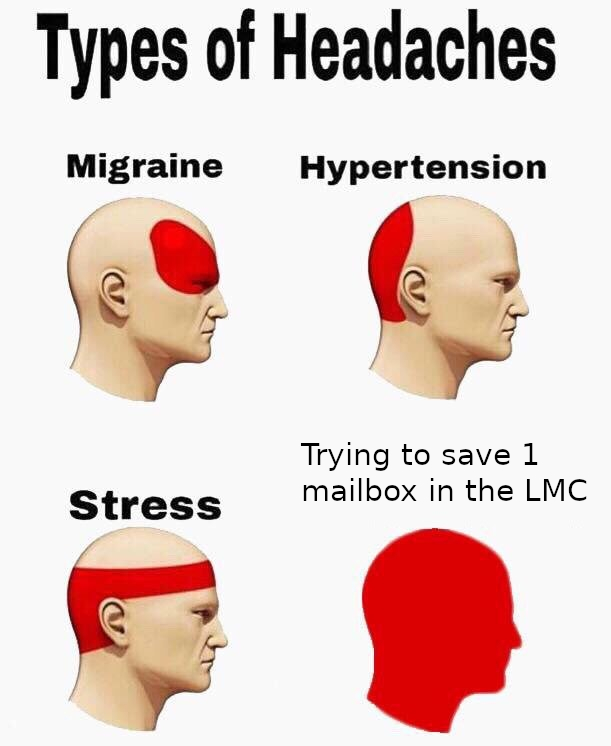 Types of Headaches
Migraine
Hypertension
Stress
Trying to save 1
mailbox in the LMC